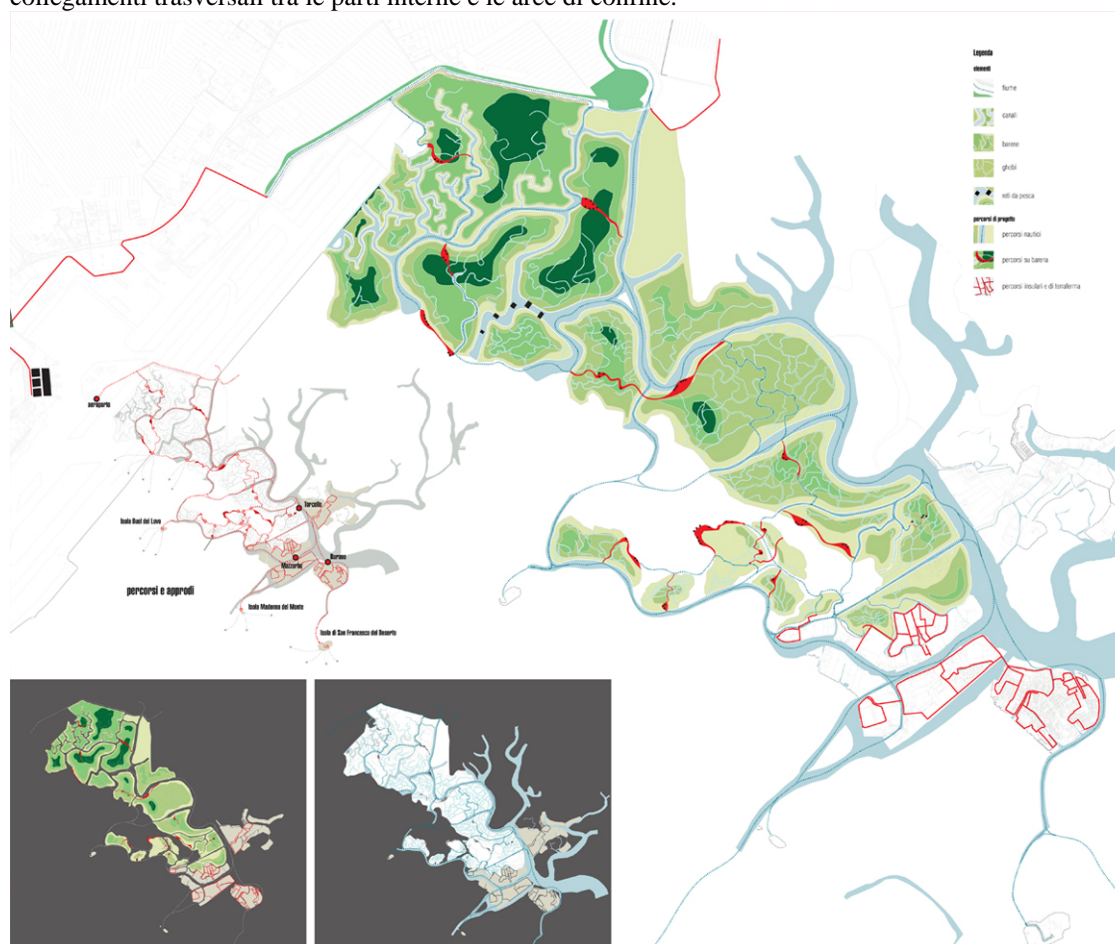 collegamenti trasversali tra le parti interne e le aree di confine.
Legenda
elementi
fiume
canali
barene
ghebi
reti da pesca
percorsi di progetto
percorsi nautici
percorsi su barena
percorsi insulari e di terraferma
aeroporto
Torcello
Isola Buel del Lovo
Burano
Mazzorbo
percorsi e approdi
Isola Madonna del Monte
Isola di San Francesco del Deserto